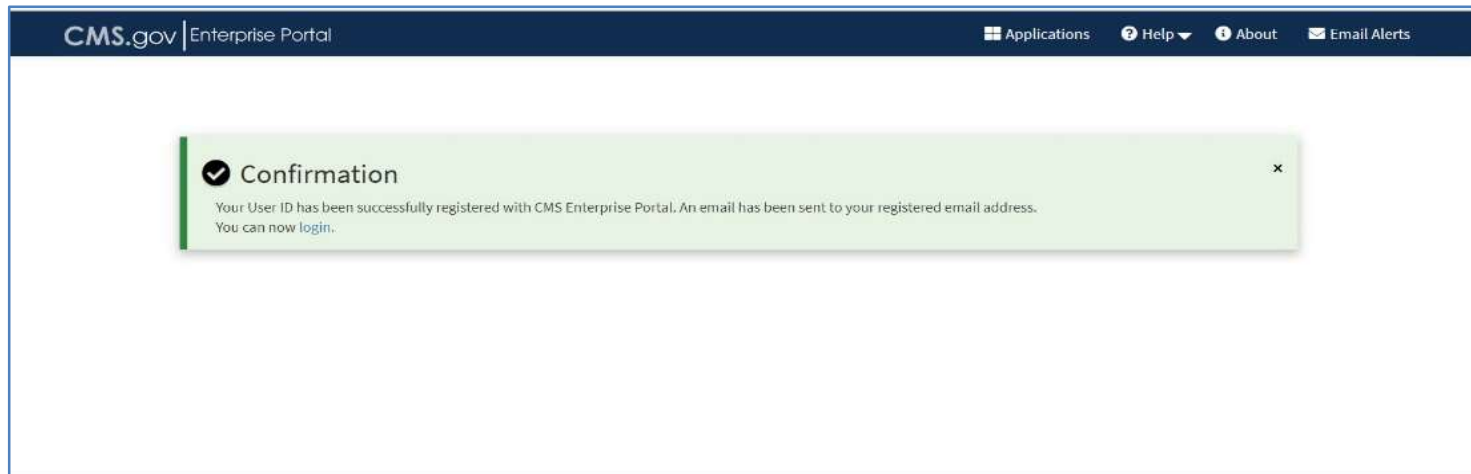 CMS.gov Enterprise Portal Applications Help About Email Alerts
Confirmation ×
Your User ID has been successfully registered with CMS Enterprise Portal. An email has been sent to your registered email address.
You can now login.